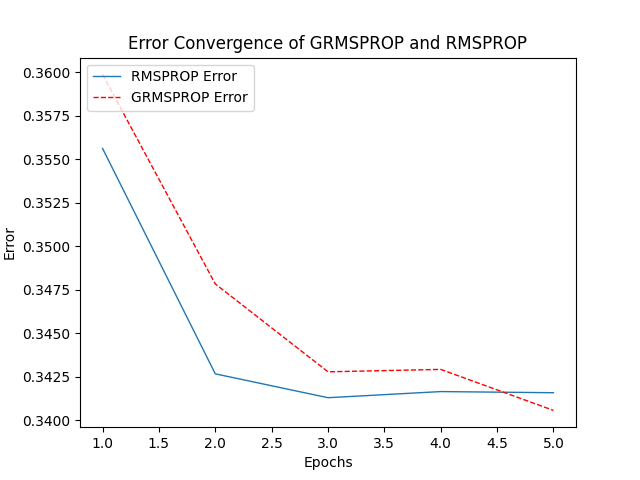 Error Convergence of GRMSPROP and RMSPROP
RMSPROP Error
GRMSPROP Error
0.3600
0.3575
0.3550
0.3525
0.3500
0.3475
0.3450
0.3425
0.3400
Error
1.0 1.5 2.0 2.5 3.0 3.5 4.0 4.5 5.0
Epochs